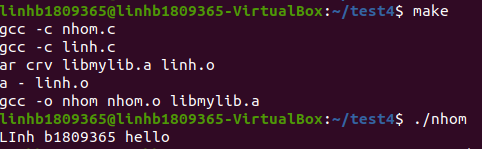 linhb1809365@linhb1809365-VirtualBox:~/test4$ make
gcc -c nhom.c
gcc -c linh.c
ar crv libmylib.a linh.o
a - linh.o
gcc -o nhom nhom.o libmylib.a
linhb1809365@linhb1809365-VirtualBox:~/test4$ ./nhom
LInh b1809365 hello